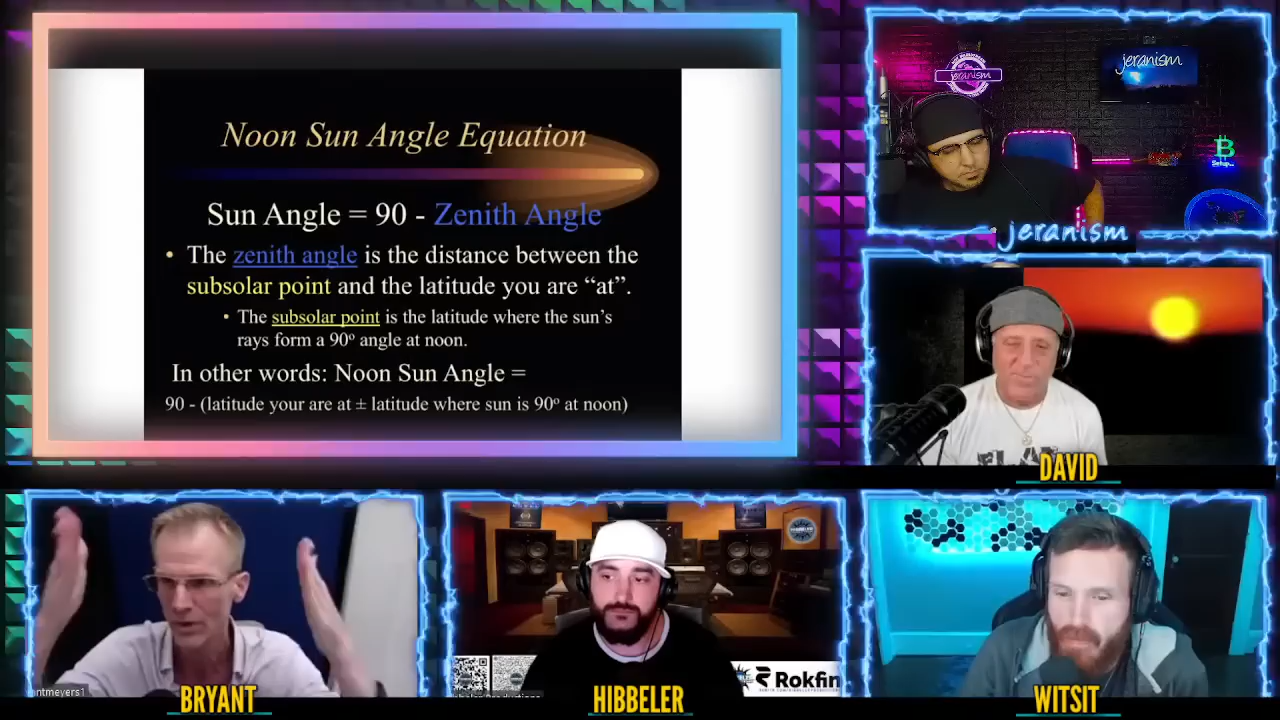 Noon Sun Angle Equation
Sun Angle = 90 - Zenith Angle
• The zenith angle is the distance between the
subsolar point and the latitude you are “at”.
• The subsolar point is the latitude where the sun’s
rays form a 90º angle at noon.
In other words: Noon Sun Angle =
90 - (latitude your are at ± latitude where sun is 90º at noon)
jeranism
jeranism
Setup...
jeranism
DAVID
ntmeyers1
BRYANT
Productions
HIBBELER
Rokfin
WITSIT